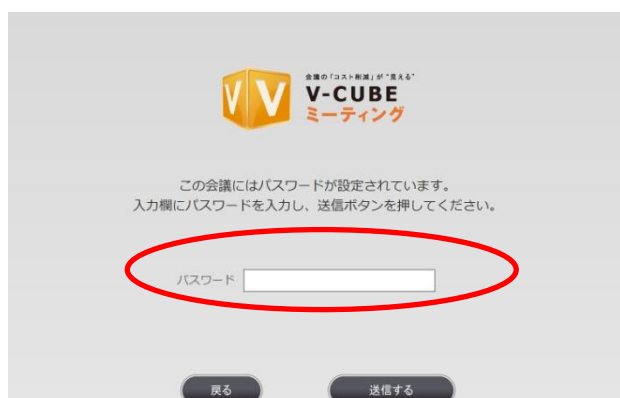 会議の「コスト削減」が“見える”
VV
V-CUBE
ミーティング
この会議にはパスワードが設定されています。
入力欄にパスワードを入力し、送信ボタンを押してください。
パスワード
戻る 送信する